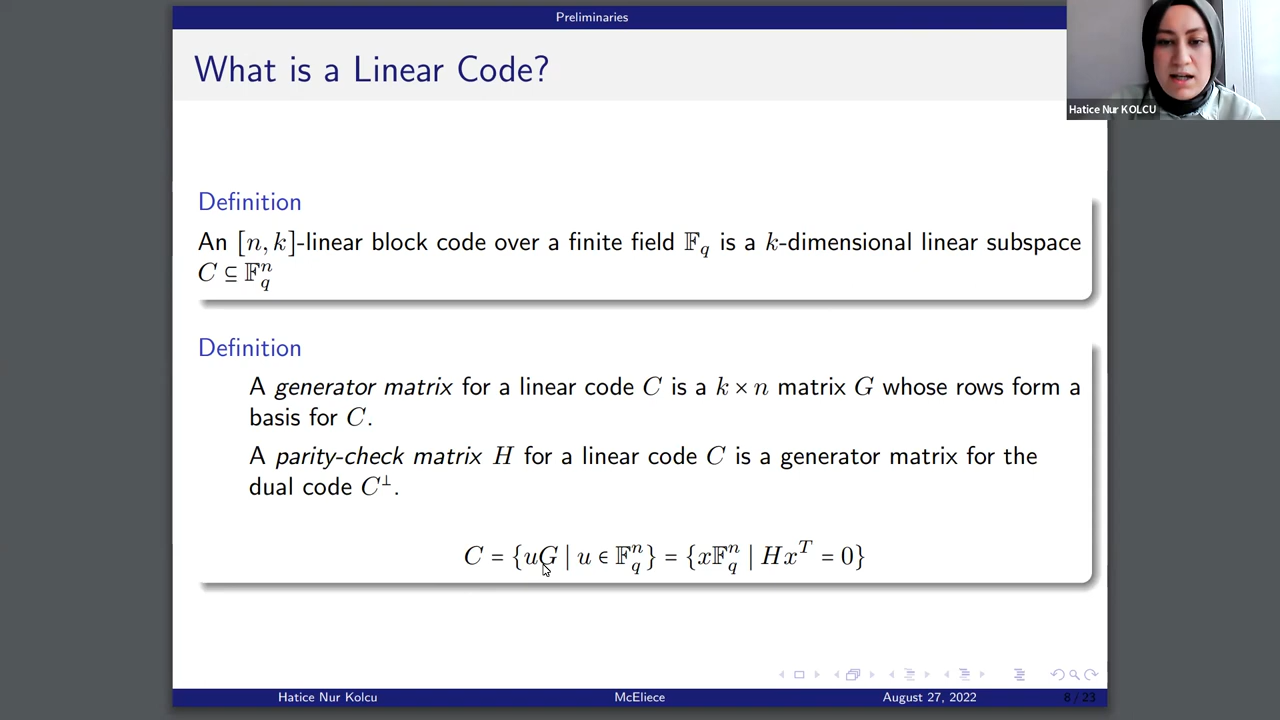 Preliminaries
What is a Linear Code?
Hatice Nur KOLCU
Definition
An [n, k]-linear block code over a finite field 𝔽_q is a k-dimensional linear subspace
C ⊆ 𝔽_q^n
Definition
A generator matrix for a linear code C is a k × n matrix G whose rows form a
basis for C.
A parity-check matrix H for a linear code C is a generator matrix for the
dual code C^⊥.
C = {uG | u ∈ 𝔽_q^n} = {x𝔽_q^n | Hx^T = 0}
Hatice Nur Kolcu McEliece August 27, 2022 8 / 23